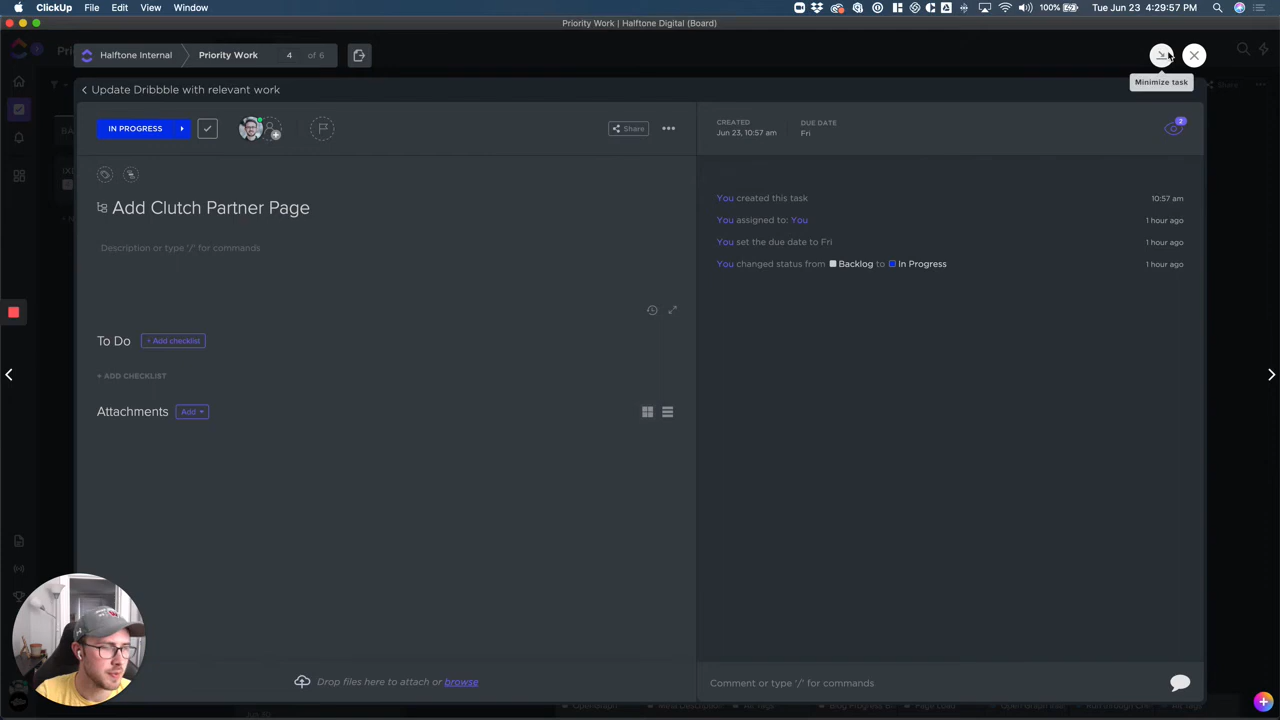 ClickUp File Edit View Window
100% Tue Jun 23 4:29:57 PM
Priority Work | Halftone Digital (Board)
Halftone Internal Priority Work 4 of 6
Minimize task
Update Dribbble with relevant work
IN PROGRESS
Share
CREATED
Jun 23, 10:57 am
DUE DATE
Fri
2
Add Clutch Partner Page
Description or type '/' for commands
You created this task 10:57 am
You assigned to: You 1 hour ago
You set the due date to Fri 1 hour ago
You changed status from Backlog to In Progress 1 hour ago
To Do + Add checklist
+ ADD CHECKLIST
Attachments Add
Drop files here to attach or browse
Comment or type '/' for commands